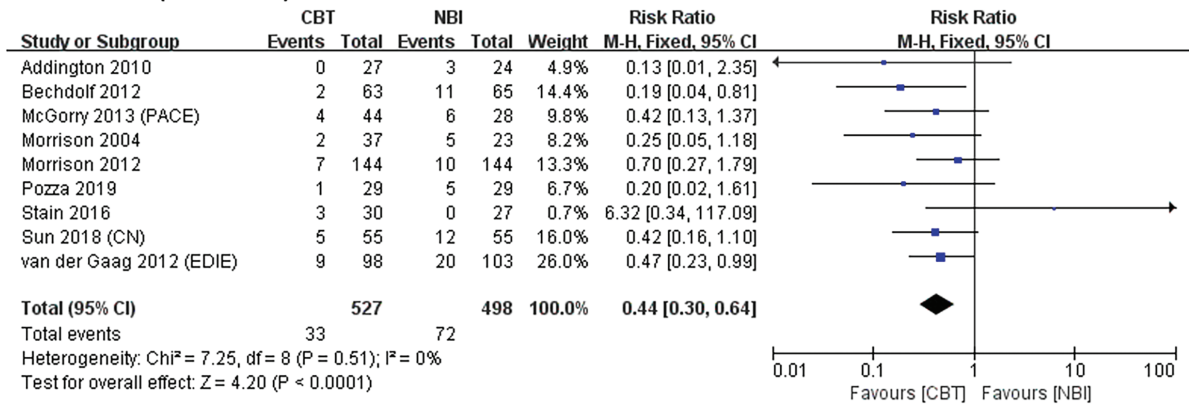 CBT NBI Risk Ratio Risk Ratio
Study or Subgroup Events Total Events Total Weight M-H, Fixed, 95% CI M-H, Fixed, 95% CI
Addington 2010 0 27 3 24 4.9% 0.13 [0.01, 2.35]
Bechdolf 2012 2 63 11 65 14.4% 0.19 [0.04, 0.81]
McGorry 2013 (PACE) 4 44 6 28 9.8% 0.42 [0.13, 1.37]
Morrison 2004 2 37 5 23 8.2% 0.25 [0.05, 1.18]
Morrison 2012 7 144 10 144 13.3% 0.70 [0.27, 1.79]
Pozza 2019 1 29 5 29 6.7% 0.20 [0.02, 1.61]
Stain 2016 3 30 0 27 0.7% 6.32 [0.34, 117.09]
Sun 2018 (CN) 5 55 12 55 16.0% 0.42 [0.16, 1.10]
van der Gaag 2012 (EDIE) 9 98 20 103 26.0% 0.47 [0.23, 0.99]
Total (95% CI) 527 498 100.0% 0.44 [0.30, 0.64]
Total events 33 72
Heterogeneity: Chi² = 7.25, df = 8 (P = 0.51); I² = 0%
Test for overall effect: Z = 4.20 (P < 0.0001)
0.01 0.1 1 10 100
Favours [CBT] Favours [NBI]